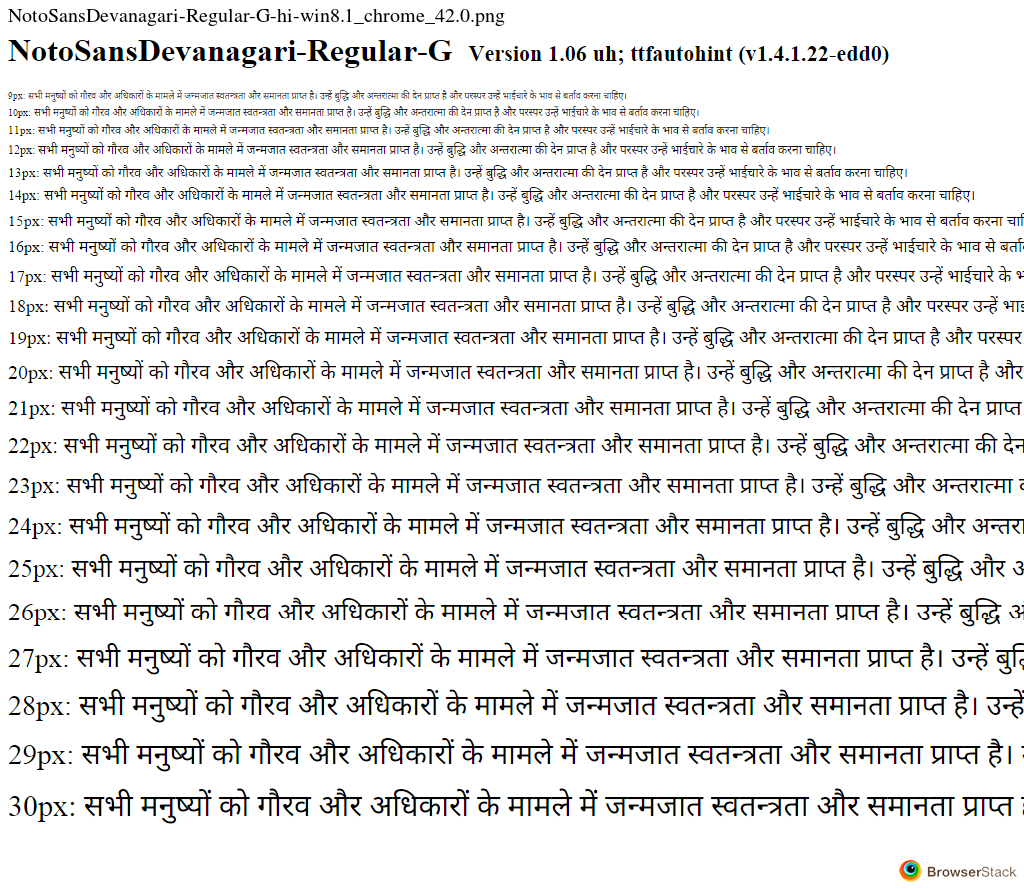 NotoSansDevanagari-Regular-G-hi-win8.1_chrome_42.0.png
NotoSansDevanagari-Regular-G Version 1.06 uh; ttfautohint (v1.4.1.22-edd0)
9px: सभी मनुष्यों को गौरव और अधिकारों के मामले में जन्मजात स्वतन्त्रता और समानता प्राप्त है। उन्हें बुद्धि और अन्तरात्मा की देन प्राप्त है और परस्पर उन्हें भाईचारे के भाव से बर्ताव करना चाहिए।
10px: सभी मनुष्यों को गौरव और अधिकारों के मामले में जन्मजात स्वतन्त्रता और समानता प्राप्त है। उन्हें बुद्धि और अन्तरात्मा की देन प्राप्त है और परस्पर उन्हें भाईचारे के भाव से बर्ताव करना चाहिए।
11px: सभी मनुष्यों को गौरव और अधिकारों के मामले में जन्मजात स्वतन्त्रता और समानता प्राप्त है। उन्हें बुद्धि और अन्तरात्मा की देन प्राप्त है और परस्पर उन्हें भाईचारे के भाव से बर्ताव करना चाहिए।
12px: सभी मनुष्यों को गौरव और अधिकारों के मामले में जन्मजात स्वतन्त्रता और समानता प्राप्त है। उन्हें बुद्धि और अन्तरात्मा की देन प्राप्त है और परस्पर उन्हें भाईचारे के भाव से बर्ताव करना चाहिए।
13px: सभी मनुष्यों को गौरव और अधिकारों के मामले में जन्मजात स्वतन्त्रता और समानता प्राप्त है। उन्हें बुद्धि और अन्तरात्मा की देन प्राप्त है और परस्पर उन्हें भाईचारे के भाव से बर्ताव करना चाहिए।
14px: सभी मनुष्यों को गौरव और अधिकारों के मामले में जन्मजात स्वतन्त्रता और समानता प्राप्त है। उन्हें बुद्धि और अन्तरात्मा की देन प्राप्त है और परस्पर उन्हें भाईचारे के भाव से बर्ताव करना चाहिए।
15px: सभी मनुष्यों को गौरव और अधिकारों के मामले में जन्मजात स्वतन्त्रता और समानता प्राप्त है। उन्हें बुद्धि और अन्तरात्मा की देन प्राप्त है और परस्पर उन्हें भाईचारे के भाव से बर्ताव करना
16px: सभी मनुष्यों को गौरव और अधिकारों के मामले में जन्मजात स्वतन्त्रता और समानता प्राप्त है। उन्हें बुद्धि और अन्तरात्मा की देन प्राप्त है और परस्पर उन्हें भाईचारे के भाव से
17px: सभी मनुष्यों को गौरव और अधिकारों के मामले में जन्मजात स्वतन्त्रता और समानता प्राप्त है। उन्हें बुद्धि और अन्तरात्मा की देन प्राप्त है और परस्पर उन्हें भाईचारे के
18px: सभी मनुष्यों को गौरव और अधिकारों के मामले में जन्मजात स्वतन्त्रता और समानता प्राप्त है। उन्हें बुद्धि और अन्तरात्मा की देन प्राप्त है और परस्पर उन्हें
19px: सभी मनुष्यों को गौरव और अधिकारों के मामले में जन्मजात स्वतन्त्रता और समानता प्राप्त है। उन्हें बुद्धि और अन्तरात्मा की देन प्राप्त है और परस्पर
20px: सभी मनुष्यों को गौरव और अधिकारों के मामले में जन्मजात स्वतन्त्रता और समानता प्राप्त है। उन्हें बुद्धि और अन्तरात्मा की देन प्राप्त है और
21px: सभी मनुष्यों को गौरव और अधिकारों के मामले में जन्मजात स्वतन्त्रता और समानता प्राप्त है। उन्हें बुद्धि और अन्तरात्मा की देन प्राप्त
22px: सभी मनुष्यों को गौरव और अधिकारों के मामले में जन्मजात स्वतन्त्रता और समानता प्राप्त है। उन्हें बुद्धि और अन्तरात्मा की देन
23px: सभी मनुष्यों को गौरव और अधिकारों के मामले में जन्मजात स्वतन्त्रता और समानता प्राप्त है। उन्हें बुद्धि और अन्तरात्मा
24px: सभी मनुष्यों को गौरव और अधिकारों के मामले में जन्मजात स्वतन्त्रता और समानता प्राप्त है। उन्हें बुद्धि और अन्तरा
25px: सभी मनुष्यों को गौरव और अधिकारों के मामले में जन्मजात स्वतन्त्रता और समानता प्राप्त है। उन्हें बुद्धि और
26px: सभी मनुष्यों को गौरव और अधिकारों के मामले में जन्मजात स्वतन्त्रता और समानता प्राप्त है। उन्हें बुद्धि
27px: सभी मनुष्यों को गौरव और अधिकारों के मामले में जन्मजात स्वतन्त्रता और समानता प्राप्त है। उन्हें
28px: सभी मनुष्यों को गौरव और अधिकारों के मामले में जन्मजात स्वतन्त्रता और समानता प्राप्त है। उन्हें
29px: सभी मनुष्यों को गौरव और अधिकारों के मामले में जन्मजात स्वतन्त्रता और समानता प्राप्त है।
30px: सभी मनुष्यों को गौरव और अधिकारों के मामले में जन्मजात स्वतन्त्रता और समानता प्राप्त
BrowserStack